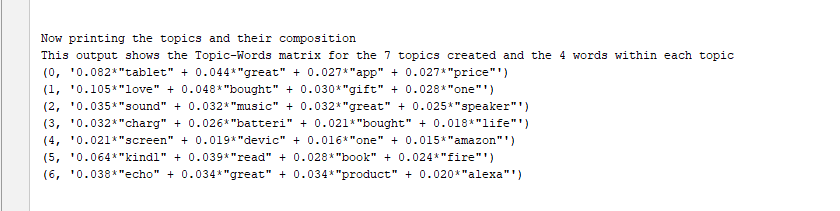 Now printing the topics and their composition
This output shows the Topic-Words matrix for the 7 topics created and the 4 words within each topic
(0, '0.082*"tablet" + 0.044*"great" + 0.027*"app" + 0.027*"price"')
(1, '0.105*"love" + 0.048*"bought" + 0.030*"gift" + 0.028*"one"')
(2, '0.035*"sound" + 0.032*"music" + 0.032*"great" + 0.025*"speaker"')
(3, '0.032*"charg" + 0.026*"batteri" + 0.021*"bought" + 0.018*"life"')
(4, '0.021*"screen" + 0.019*"devic" + 0.016*"one" + 0.015*"amazon"')
(5, '0.064*"kindl" + 0.039*"read" + 0.028*"book" + 0.024*"fire"')
(6, '0.038*"echo" + 0.034*"great" + 0.034*"product" + 0.020*"alexa"')